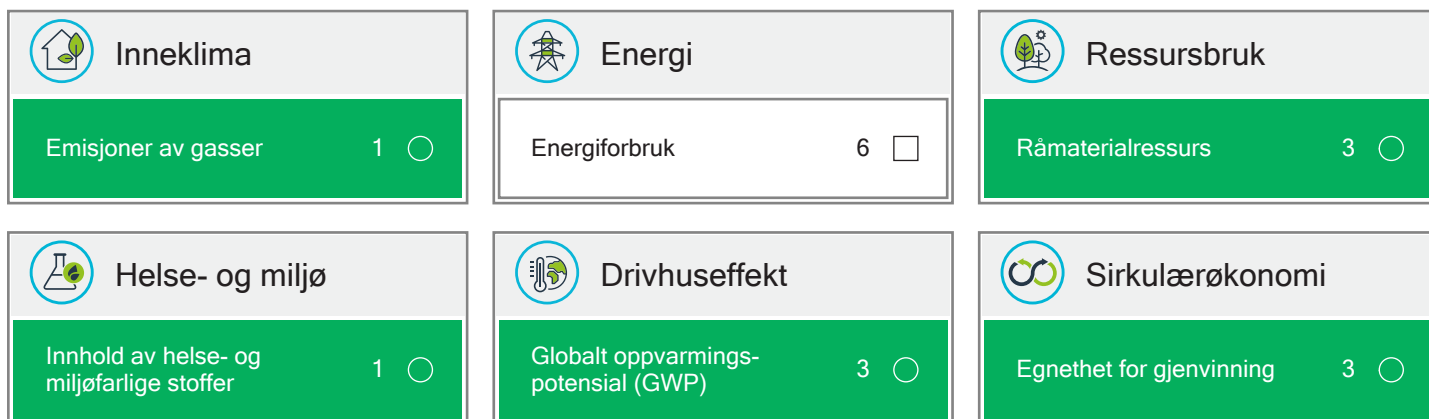 Inneklima
Emisjoner av gasser 1
Energi
Energiforbruk 6
Ressursbruk
Råmaterialressurs 3
Helse- og miljø
Innhold av helse- og
miljøfarlige stoffer 1
Drivhuseffekt
Globalt oppvarmings-
potensial (GWP) 3
Sirkulærøkonomi
Egnethet for gjenvinning 3